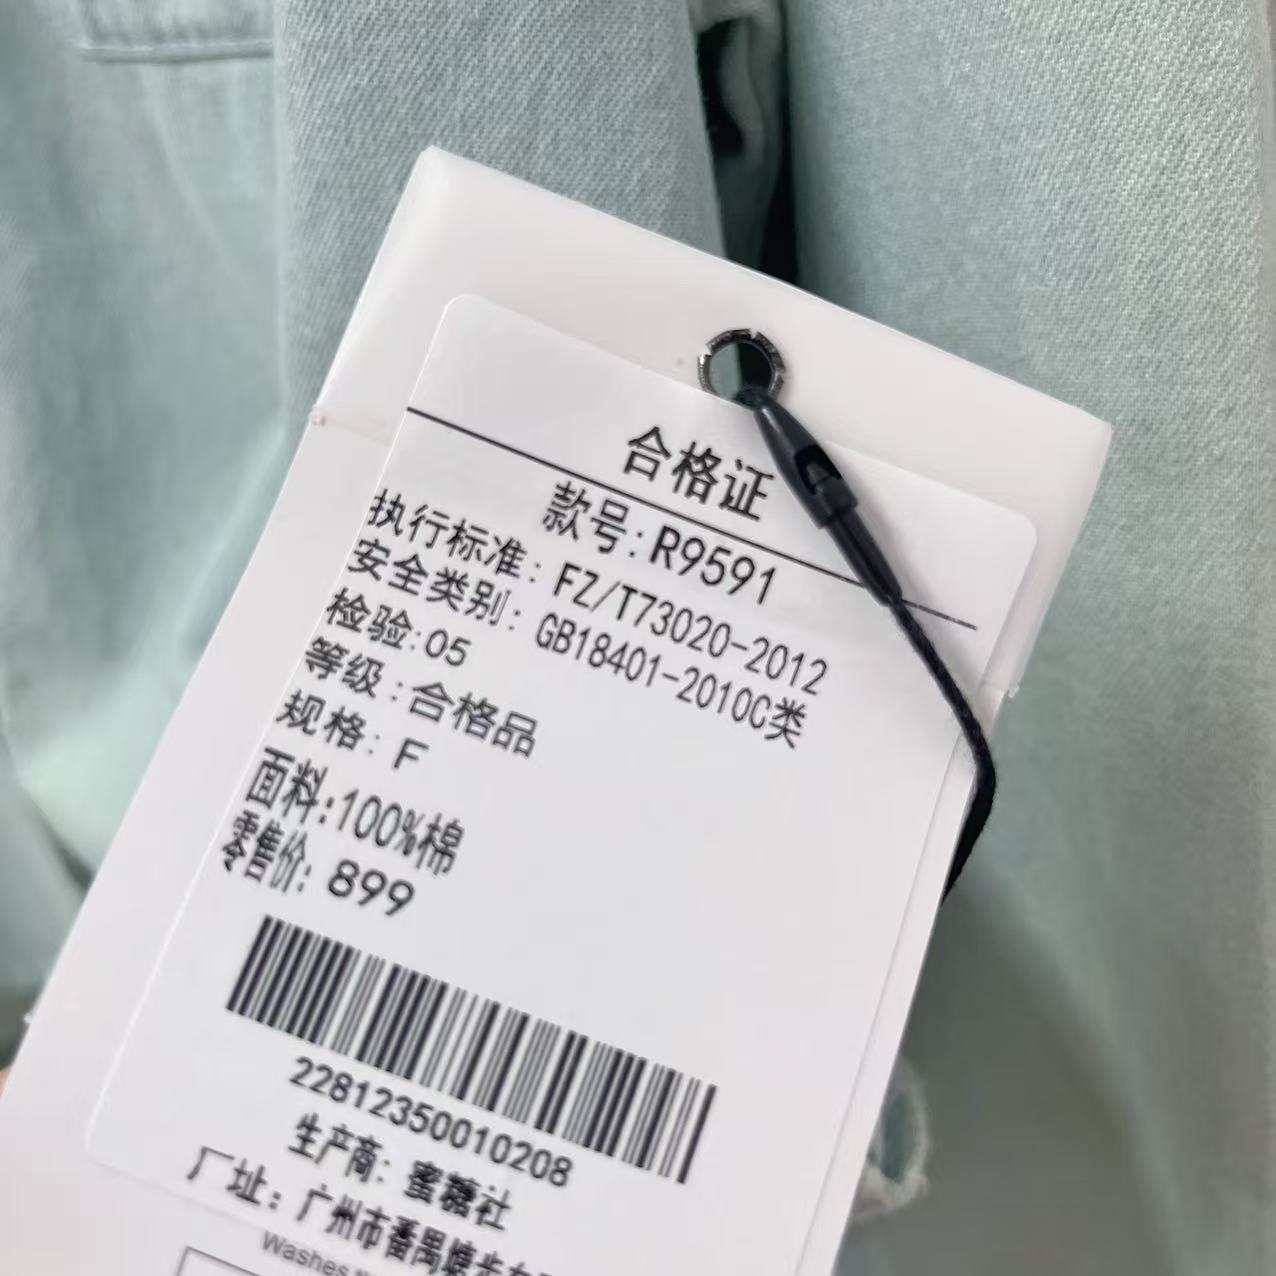 合格证
款号: R9591
执行标准: FZ/T73020-2012
安全类别: GB18401-2010C类
检验:05
等级:合格品
规格: F
面料:100%棉
零售价: 899
22812350010208
生产商: 蜜糖社
厂址: 广州市番禺
Washes